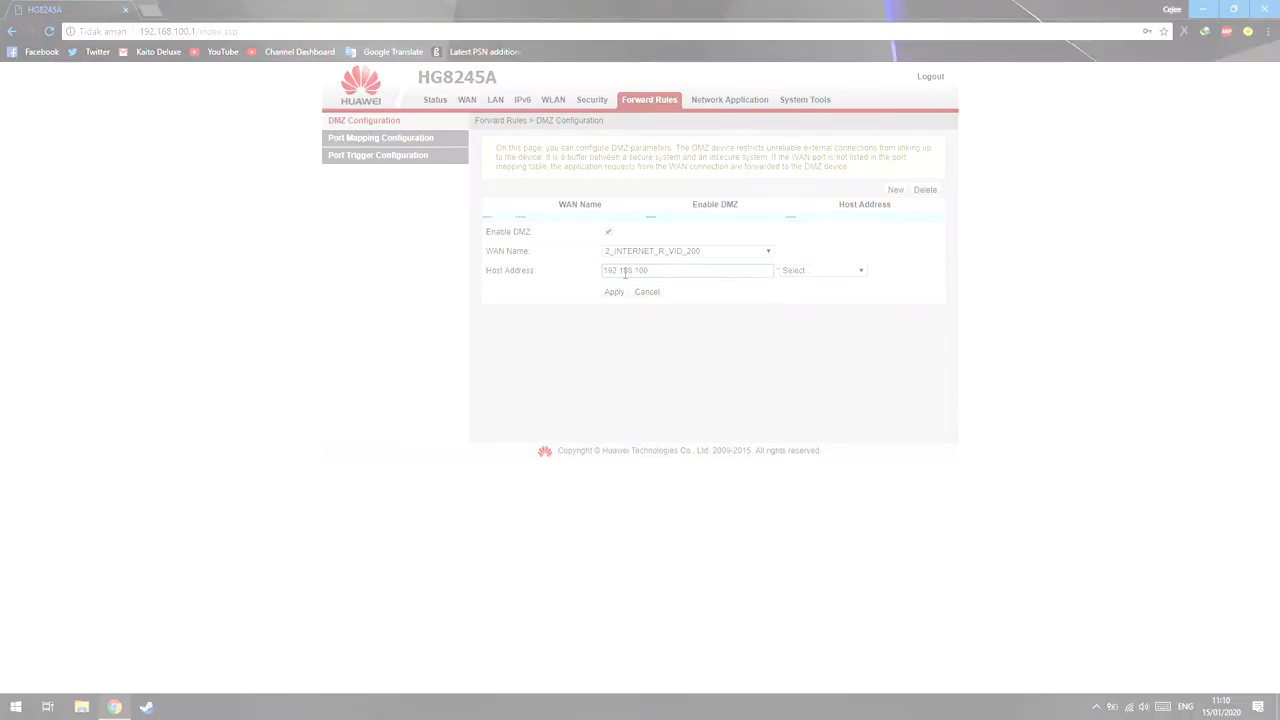 HG8245A
Cejer
Tidak aman 192.168.100.1/index.asp
Facebook Twitter Kaito Deluxe YouTube Channel Dashboard Google Translate Latest PSN addition:
HG8245A Logout
HUAWEI
Status WAN LAN IPv6 WLAN Security Forward Rules Network Application System Tools
DMZ Configuration Forward Rules > DMZ Configuration
Port Mapping Configuration
Port Trigger Configuration
On this page, you can configure DMZ parameters. The DMZ device restricts unreliable external connections from linking up
to the device. It is a buffer between a secure system and an insecure system. If the WAN port is not listed in the port
mapping table, the application requests from the WAN connection are forwarded to the DMZ device.
New Delete
WAN Name Enable DMZ Host Address
---- ---- ---- ----
Enable DMZ:
WAN Name: 2_INTERNET_R_VID_200
Host Address: 192.168.100 * Select...
Apply Cancel
Copyright © Huawei Technologies Co., Ltd. 2009-2015. All rights reserved.
ABP
ENG
11:10
15/01/2020